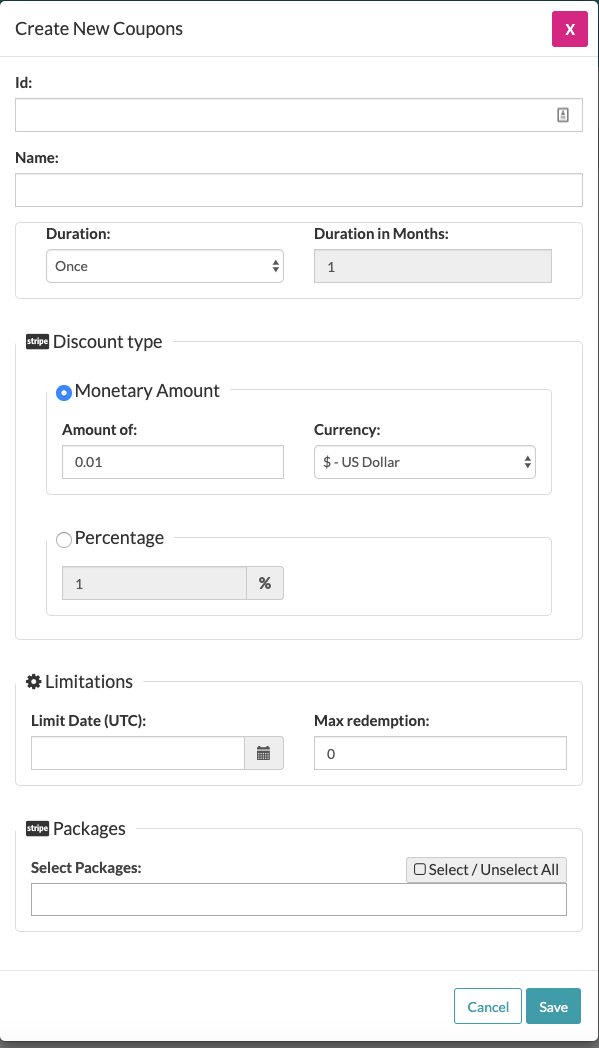 Create New Coupons X
Id:
Name:
Duration: Duration in Months:
Once 1
stripe Discount type
Monetary Amount
Amount of: Currency:
0.01 $ - US Dollar
Percentage
1 %
Limitations
Limit Date (UTC): Max redemption:
0
stripe Packages
Select Packages: Select / Unselect All
Cancel Save